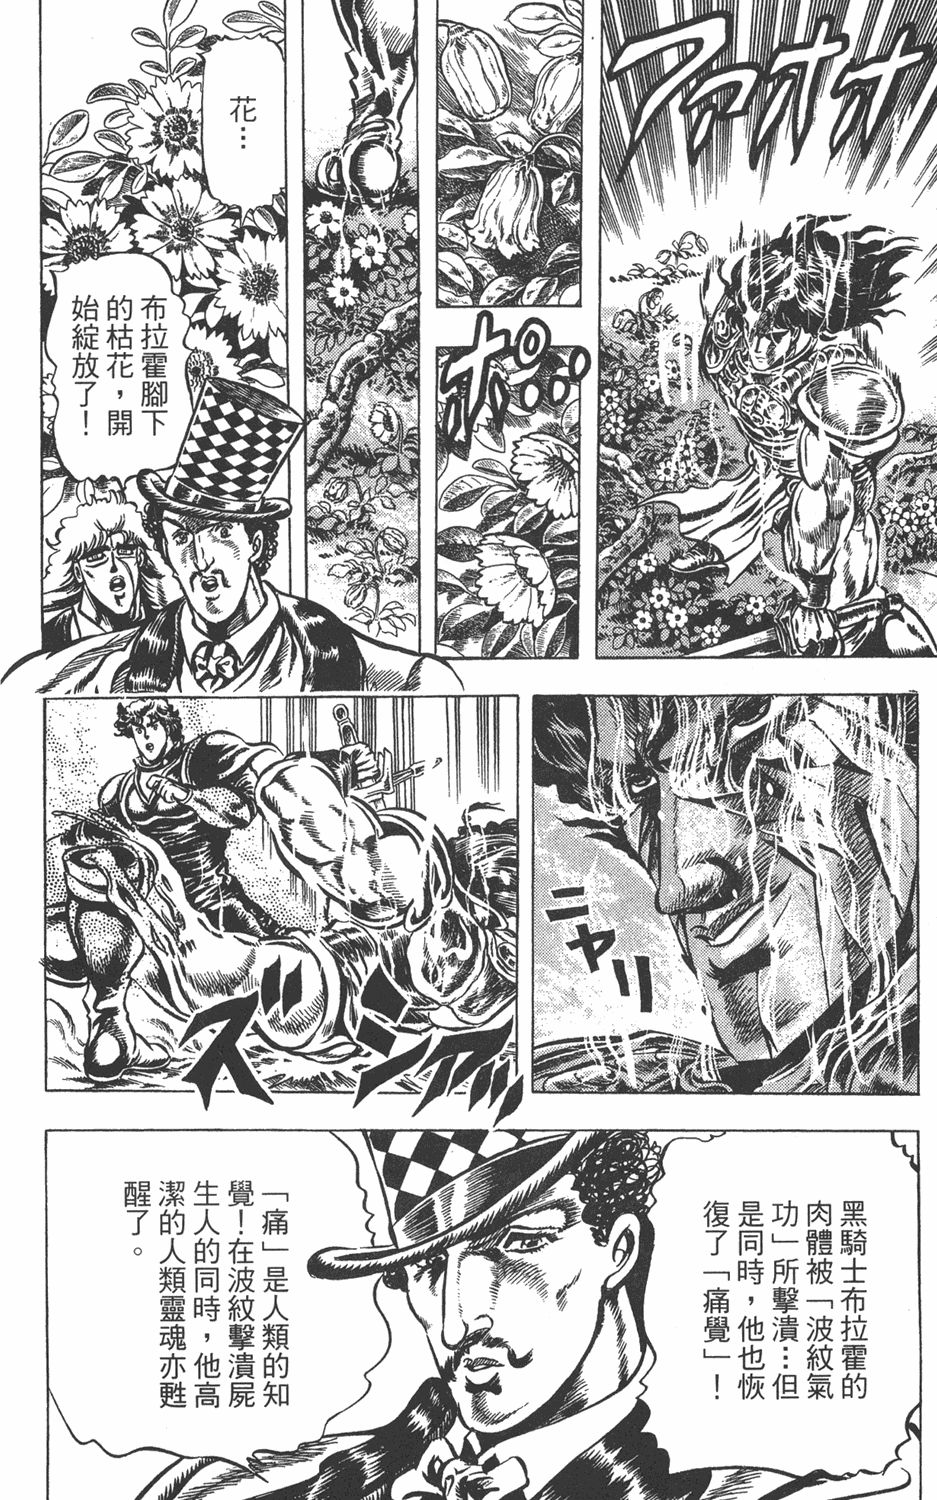 ファオオオ
ポ…
花…
布拉霍腳下
的枯花，開
始綻放了！
ニヤリ
ズンッ
黑騎士布拉霍的
肉體被「波紋氣
功」所擊潰…但
是同時，他也恢
復了「痛覺」！
「痛」是人類的知
覺！在波紋擊潰屍
生人的同時，他高
潔的人類靈魂亦甦
醒了。